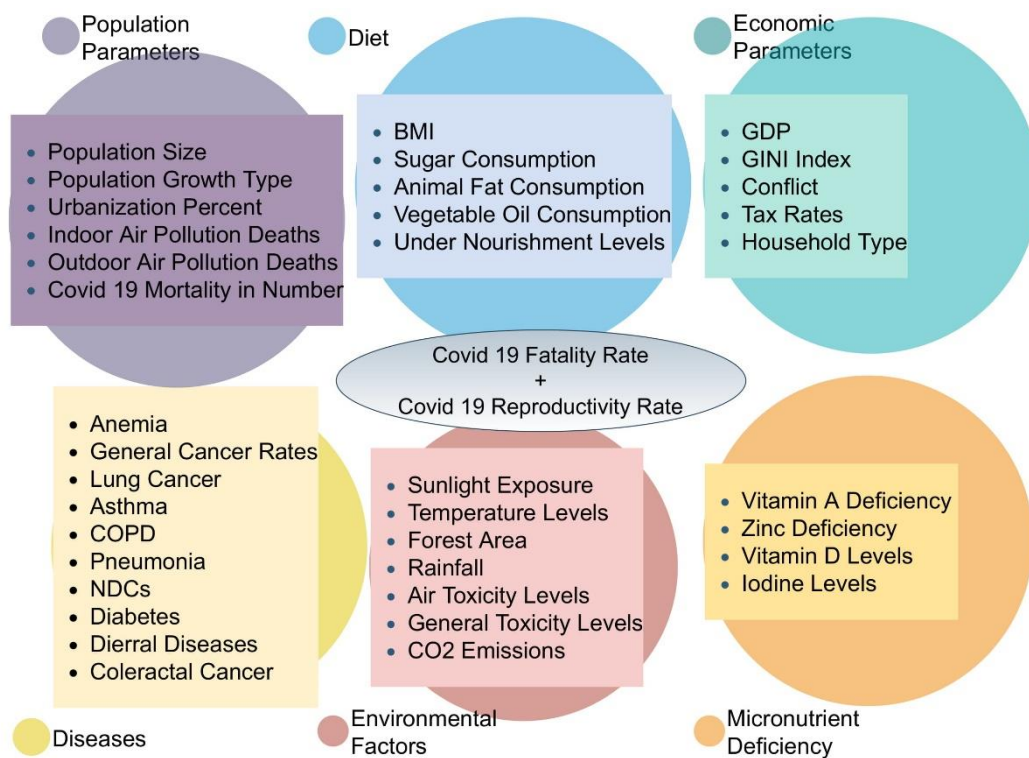 Population
Parameters
• Population Size
• Population Growth Type
• Urbanization Percent
• Indoor Air Pollution Deaths
• Outdoor Air Pollution Deaths
• Covid 19 Mortality in Number
Diet
• BMI
• Sugar Consumption
• Animal Fat Consumption
• Vegetable Oil Consumption
• Under Nourishment Levels
Economic
Parameters
• GDP
• GINI Index
• Conflict
• Tax Rates
• Household Type
Covid 19 Fatality Rate
+
Covid 19 Reproductivity Rate
• Anemia
• General Cancer Rates
• Lung Cancer
• Asthma
• COPD
• Pneumonia
• NDCs
• Diabetes
• Dierral Diseases
• Coleractal Cancer
Diseases
• Sunlight Exposure
• Temperature Levels
• Forest Area
• Rainfall
• Air Toxicity Levels
• General Toxicity Levels
• CO2 Emissions
Environmental
Factors
• Vitamin A Deficiency
• Zinc Deficiency
• Vitamin D Levels
• Iodine Levels
Micronutrient
Deficiency